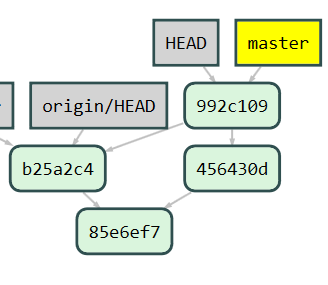 HEAD
master
origin/HEAD
992c109
b25a2c4
456430d
85e6ef7